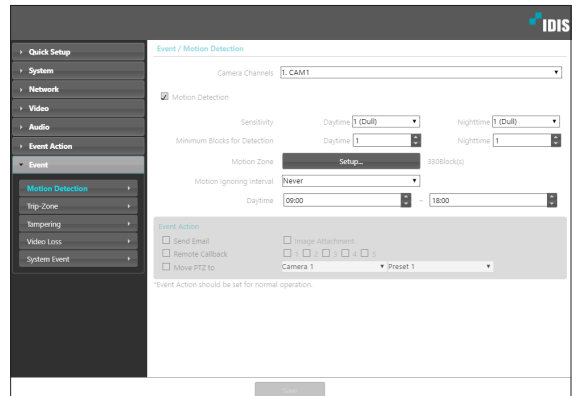 IDIS
Quick Setup
System
Network
Video
Audio
Event Action
Event
Motion Detection
Trip-Zone
Tampering
Video Loss
System Event
Event / Motion Detection
Camera Channels 1. CAM1
Motion Detection
Sensitivity Daytime 1 (Dull) Nighttime 1 (Dull)
Minimum Blocks for Detection Daytime 1 Nighttime 1
Motion Zone Setup... 330Block(s)
Motion ignoring Interval Never
Daytime 09:00 ~ 18:00
Event Action
Send Email Image Attachment
Remote Callback 1 2 3 4 5
Move PTZ to Camera 1 Preset 1
*Event Action should be set for normal operation.
Save